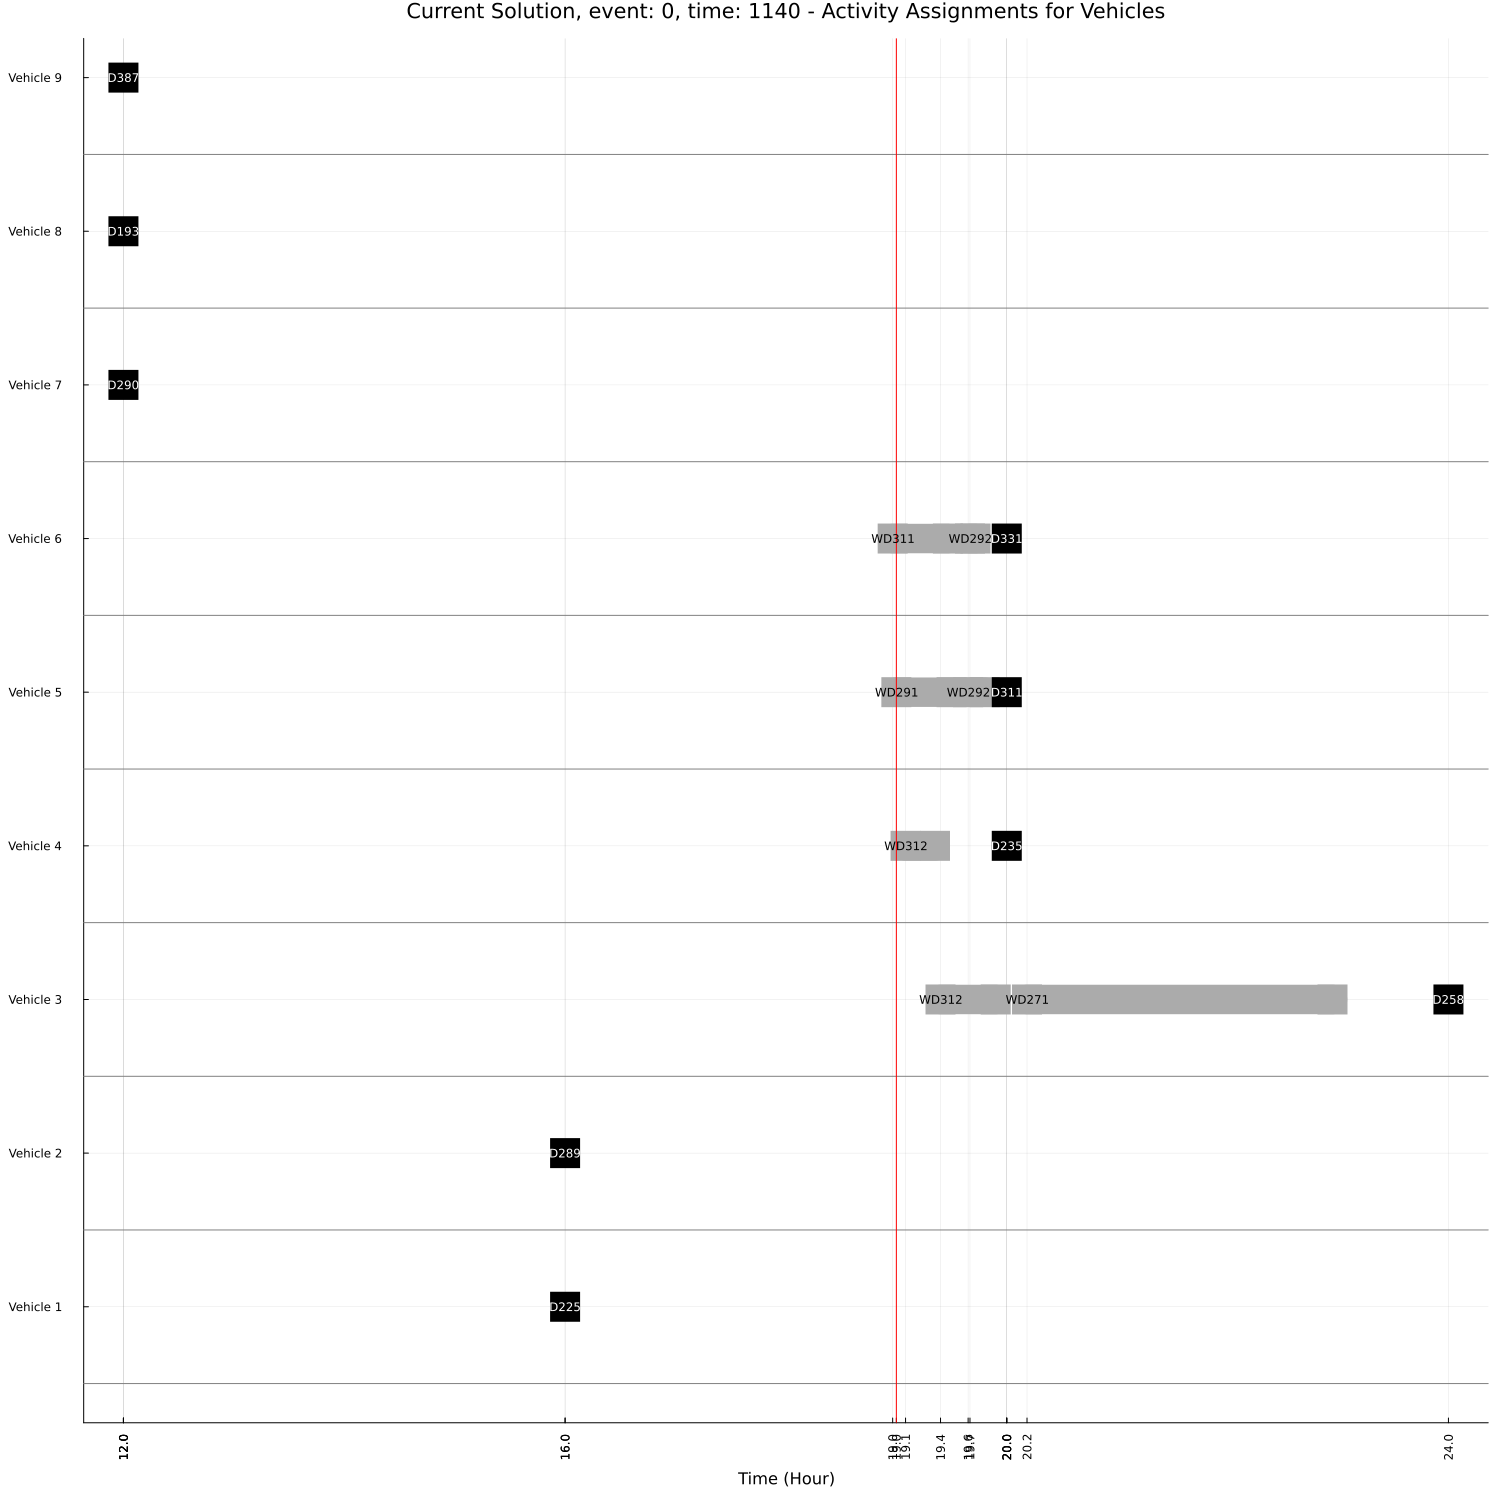 Current Solution, event: 0, time: 1140 - Activity Assignments for Vehicles
Vehicle 9
D387
Vehicle 8
D193
Vehicle 7
D290
Vehicle 6
WD311 WD292 D331
Vehicle 5
WD291 WD292 D311
Vehicle 4
WD312 D235
Vehicle 3
WD312 WD271 D258
Vehicle 2
D289
Vehicle 1
D225
12.0 16.0 19.1 19.4 20.0 20.2 24.0
Time (Hour)